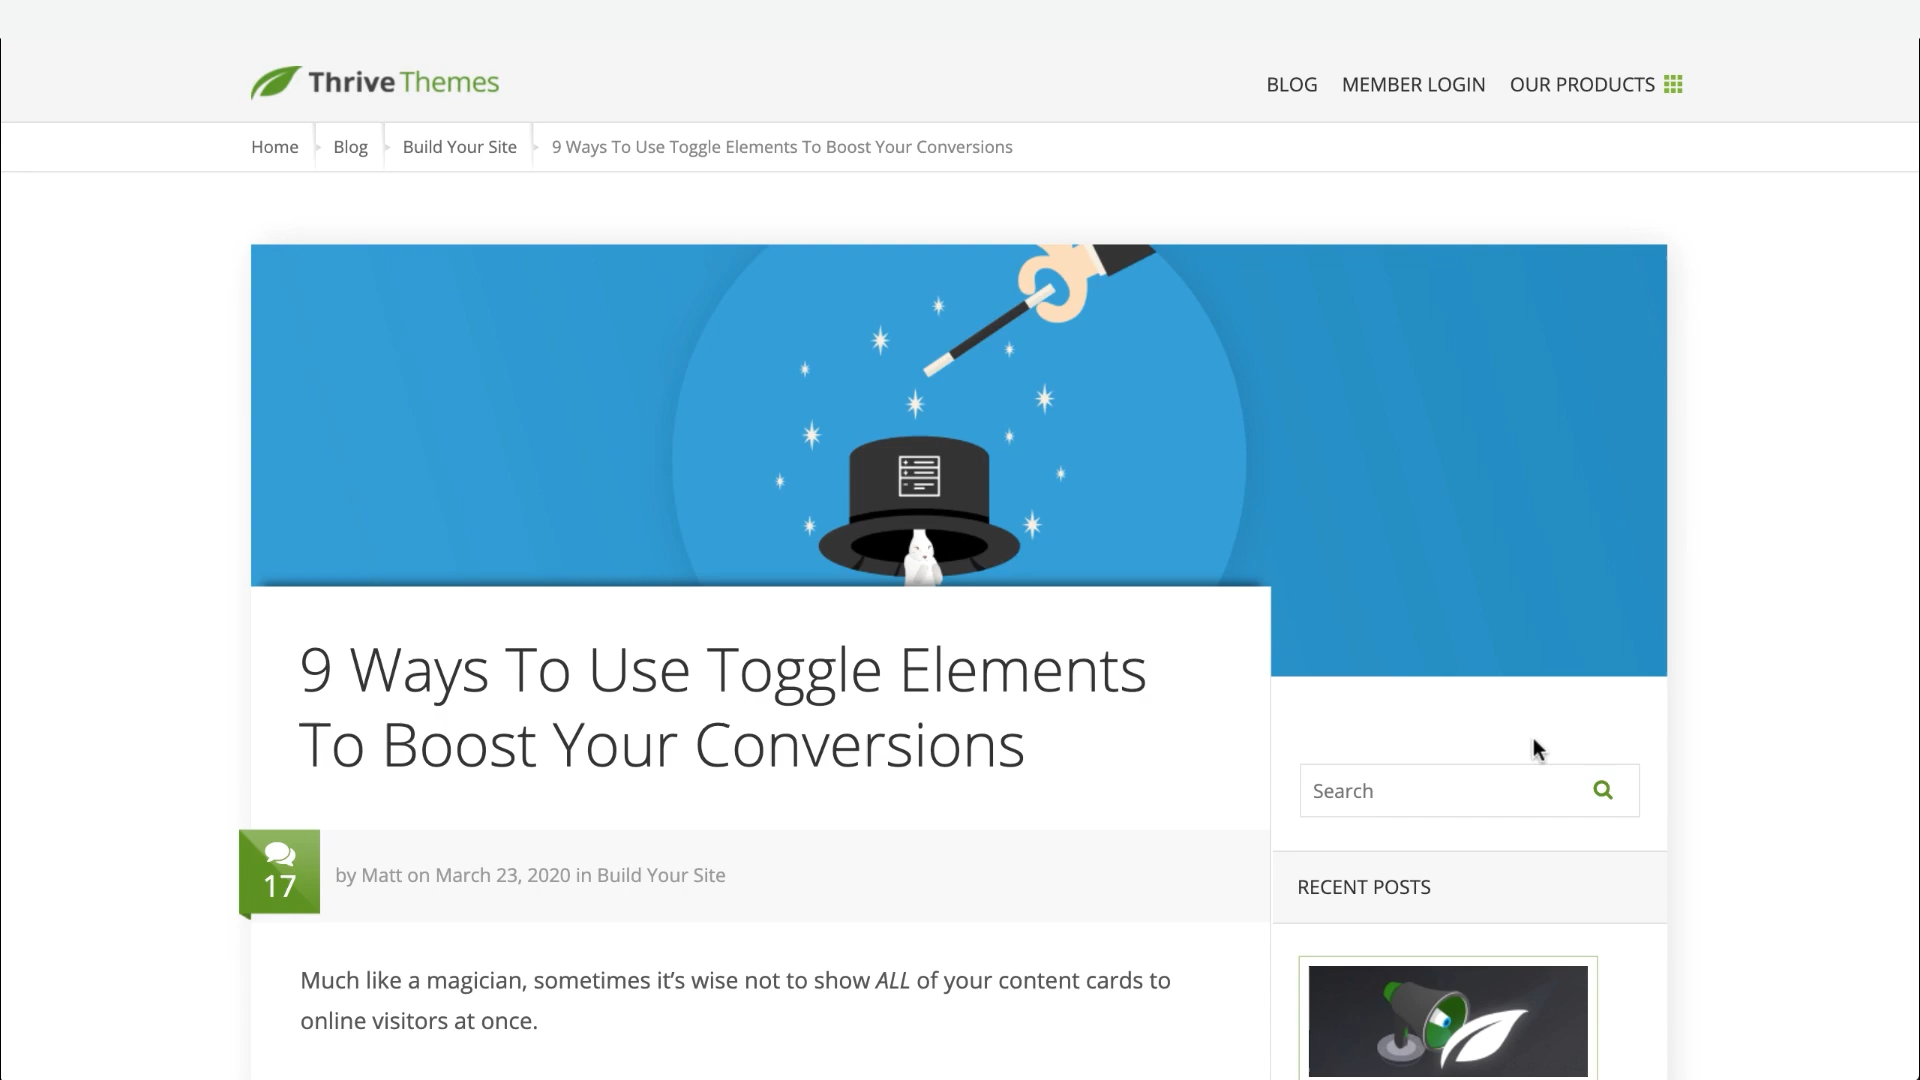 Thrive Themes
BLOG MEMBER LOGIN OUR PRODUCTS
Home Blog Build Your Site 9 Ways To Use Toggle Elements To Boost Your Conversions
9 Ways To Use Toggle Elements
To Boost Your Conversions
Search
17
by Matt on March 23, 2020 in Build Your Site
RECENT POSTS
Much like a magician, sometimes it’s wise not to show ALL of your content cards to
online visitors at once.